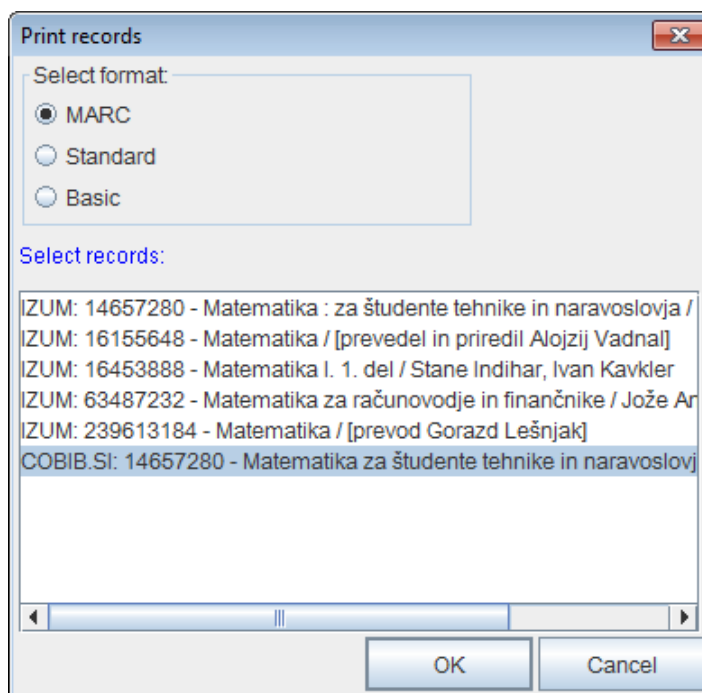 Print records
Select format:
MARC
Standard
Basic
Select records:
IZUM: 14657280 - Matematika : za študente tehnike in naravoslovja /
IZUM: 16155648 - Matematika / [prevedel in priredil Alojzij Vadnal]
IZUM: 16453888 - Matematika I. 1. del / Stane Indihar, Ivan Kavkler
IZUM: 63487232 - Matematika za računovodje in finančnike / Jože Ar
IZUM: 239613184 - Matematika / [prevod Gorazd Lešnjak]
COBIB.SI: 14657280 - Matematika za študente tehnike in naravoslovj
OK Cancel